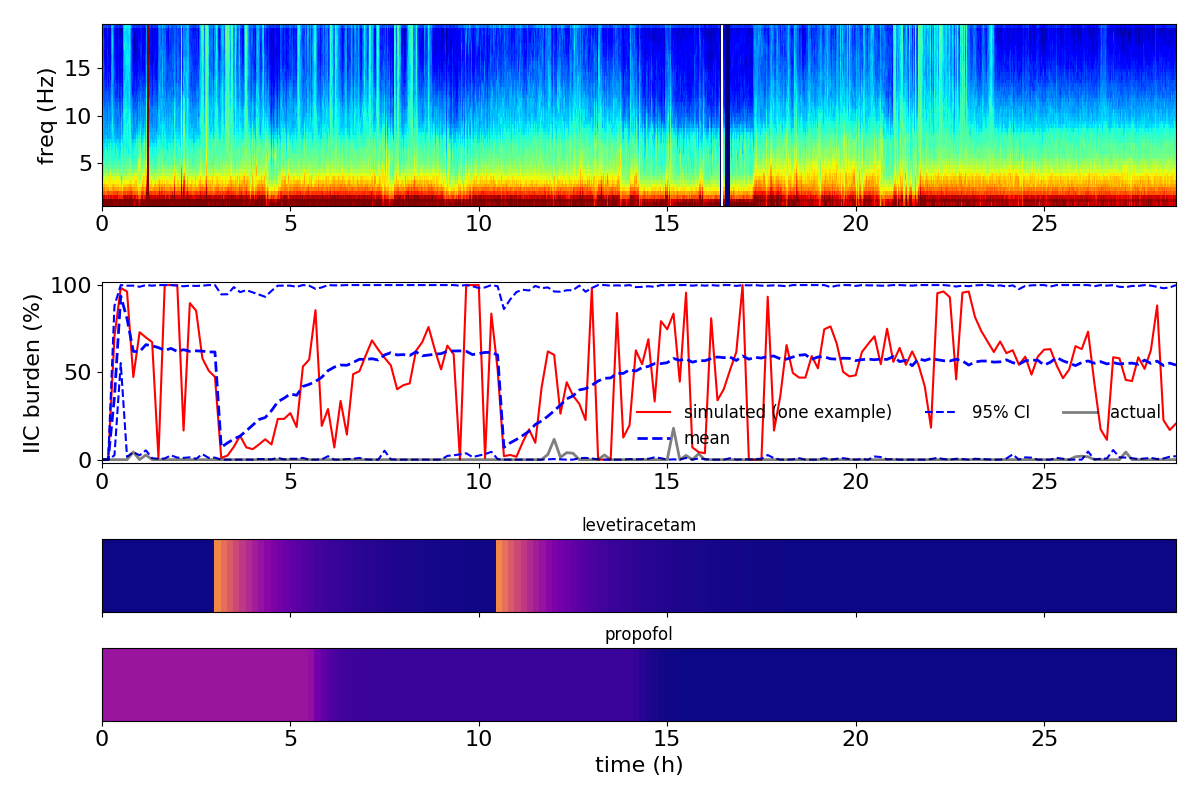 freq (Hz)
15
10
5
0 5 10 15 20 25
IIC burden (%)
100
50
0
simulated (one example) 95% CI actual
mean
0 5 10 15 20 25
levetiracetam
propofol
0 5 10 15 20 25
time (h)